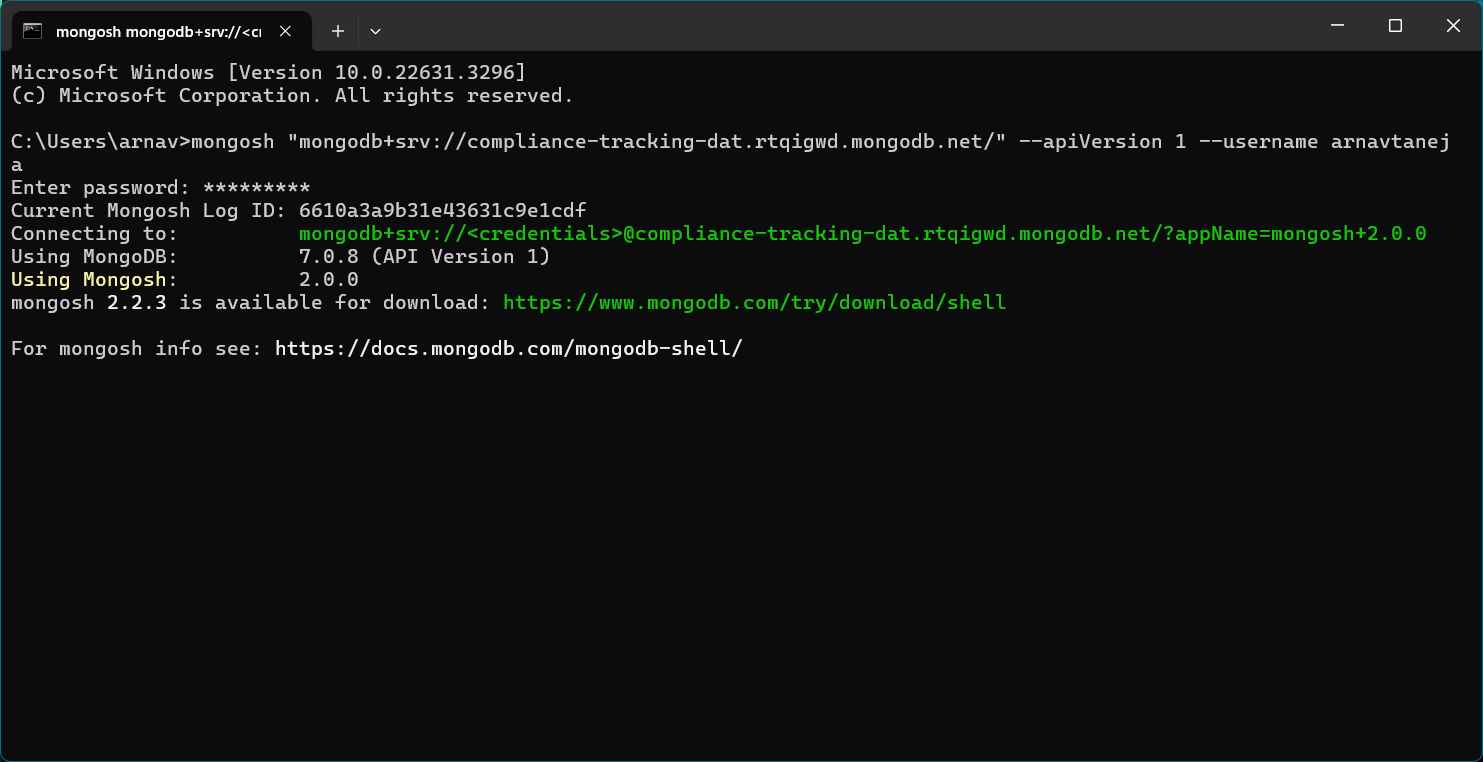 mongosh mongodb+srv://<cr
Microsoft Windows [Version 10.0.22631.3296]
(c) Microsoft Corporation. All rights reserved.
C:\Users\arnav>mongosh "mongodb+srv://compliance-tracking-dat.rtqigwd.mongodb.net/" --apiVersion 1 --username arnavtanej
a
Enter password: *********
Current Mongosh Log ID: 6610a3a9b31e43631c9e1cdf
Connecting to: mongodb+srv://<credentials>@compliance-tracking-dat.rtqigwd.mongodb.net/?appName=mongosh+2.0.0
Using MongoDB: 7.0.8 (API Version 1)
Using Mongosh: 2.0.0
mongosh 2.2.3 is available for download: https://www.mongodb.com/try/download/shell
For mongosh info see: https://docs.mongodb.com/mongodb-shell/